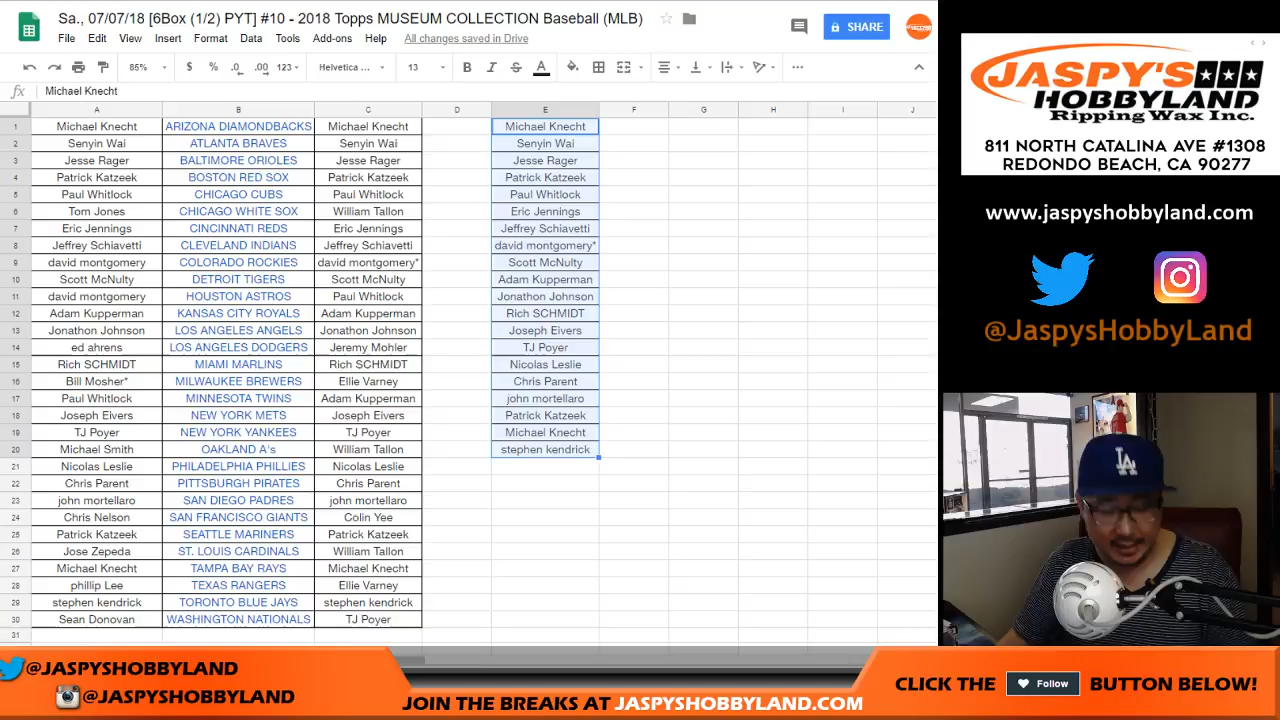 Sa., 07/07/18 [6Box (1/2) PYT] #10 - 2018 Topps MUSEUM COLLECTION Baseball (MLB)
File Edit View Insert Format Data Tools Add-ons Help All changes saved in Drive
SHARE
85% $ % .0 .00 123 Helvetica ... 13 B I S A
fx Michael Knecht
A B C D E F G H I J
1 Michael Knecht ARIZONA DIAMONDBACKS Michael Knecht Michael Knecht
2 Senyin Wai ATLANTA BRAVES Senyin Wai Senyin Wai
3 Jesse Rager BALTIMORE ORIOLES Jesse Rager Jesse Rager
4 Patrick Katzeek BOSTON RED SOX Patrick Katzeek Patrick Katzeek
5 Paul Whitlock CHICAGO CUBS Paul Whitlock Paul Whitlock
6 Tom Jones CHICAGO WHITE SOX William Tallon Eric Jennings
7 Eric Jennings CINCINNATI REDS Eric Jennings Jeffrey Schiavetti
8 Jeffrey Schiavetti CLEVELAND INDIANS Jeffrey Schiavetti david montgomery*
9 david montgomery COLORADO ROCKIES david montgomery* Scott McNulty
10 Scott McNulty DETROIT TIGERS Scott McNulty Adam Kupperman
11 david montgomery HOUSTON ASTROS Paul Whitlock Jonathon Johnson
12 Adam Kupperman KANSAS CITY ROYALS Adam Kupperman Rich SCHMIDT
13 Jonathon Johnson LOS ANGELES ANGELS Jonathon Johnson Joseph Eivers
14 ed ahrens LOS ANGELES DODGERS Jeremy Mohler TJ Poyer
15 Rich SCHMIDT MIAMI MARLINS Rich SCHMIDT Nicolas Leslie
16 Bill Mosher* MILWAUKEE BREWERS Ellie Varney Chris Parent
17 Paul Whitlock MINNESOTA TWINS Adam Kupperman john mortellaro
18 Joseph Eivers NEW YORK METS Joseph Eivers Patrick Katzeek
19 TJ Poyer NEW YORK YANKEES TJ Poyer Michael Knecht
20 Michael Smith OAKLAND A's William Tallon stephen kendrick
21 Nicolas Leslie PHILADELPHIA PHILLIES Nicolas Leslie
22 Chris Parent PITTSBURGH PIRATES Chris Parent
23 john mortellaro SAN DIEGO PADRES john mortellaro
24 Chris Nelson SAN FRANCISCO GIANTS Colin Yee
25 Patrick Katzeek SEATTLE MARINERS Patrick Katzeek
26 Jose Zepeda ST. LOUIS CARDINALS William Tallon
27 Michael Knecht TAMPA BAY RAYS Michael Knecht
28 phillip Lee TEXAS RANGERS Ellie Varney
29 stephen kendrick TORONTO BLUE JAYS stephen kendrick
30 Sean Donovan WASHINGTON NATIONALS TJ Poyer
31
JASPY'S
HOBBYLAND
Ripping Wax Inc.
811 NORTH CATALINA AVE #1308
REDONDO BEACH, CA 90277
www.jaspyshobbyland.com
@JaspysHobbyLand
LA
@JASPYSHOBBYLAND
@JASPYSHOBBYLAND
JOIN THE BREAKS AT JASPYSHOBBYLAND.COM
CLICK THE Follow BUTTON BELOW!